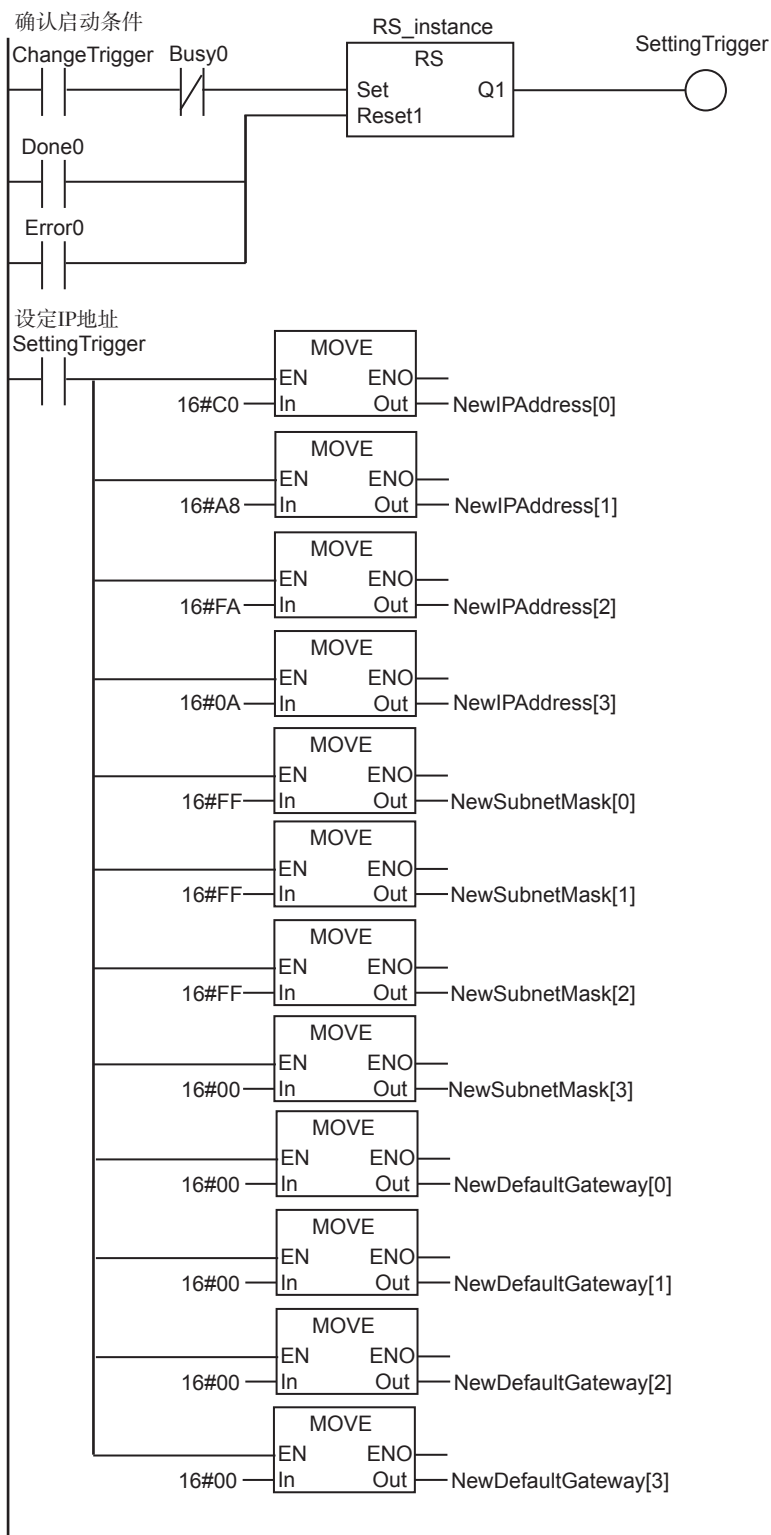 确认启动条件
ChangeTrigger Busy0
RS_instance
RS
SettingTrigger
Set Q1
Reset1
Done0
Error0
设定IP地址
SettingTrigger
MOVE
EN ENO
16#C0 In Out NewIPAddress[0]
MOVE
EN ENO
16#A8 In Out NewIPAddress[1]
MOVE
EN ENO
16#FA In Out NewIPAddress[2]
MOVE
EN ENO
16#0A In Out NewIPAddress[3]
MOVE
EN ENO
16#FF In Out NewSubnetMask[0]
MOVE
EN ENO
16#FF In Out NewSubnetMask[1]
MOVE
EN ENO
16#FF In Out NewSubnetMask[2]
MOVE
EN ENO
16#00 In Out NewSubnetMask[3]
MOVE
EN ENO
16#00 In Out NewDefaultGateway[0]
MOVE
EN ENO
16#00 In Out NewDefaultGateway[1]
MOVE
EN ENO
16#00 In Out NewDefaultGateway[2]
MOVE
EN ENO
16#00 In Out NewDefaultGateway[3]